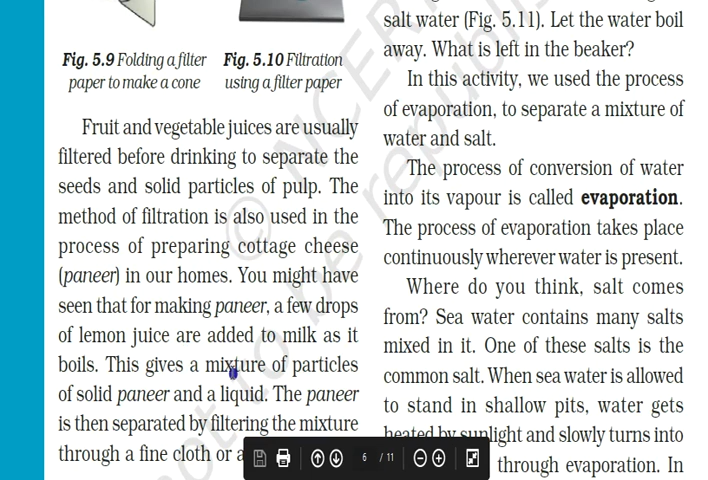 Fig. 5.9 Folding a filter
paper to make a cone
Fig. 5.10 Filtration
using a filter paper
Fruit and vegetable juices are usually
filtered before drinking to separate the
seeds and solid particles of pulp. The
method of filtration is also used in the
process of preparing cottage cheese
(paneer) in our homes. You might have
seen that for making paneer, a few drops
of lemon juice are added to milk as it
boils. This gives a mixture of particles
of solid paneer and a liquid. The paneer
is then separated by filtering the mixture
through a fine cloth or a
salt water (Fig. 5.11). Let the water boil
away. What is left in the beaker?
In this activity, we used the process
of evaporation, to separate a mixture of
water and salt.
The process of conversion of water
into its vapour is called evaporation.
The process of evaporation takes place
continuously wherever water is present.
Where do you think, salt comes
from? Sea water contains many salts
mixed in it. One of these salts is the
common salt. When sea water is allowed
to stand in shallow pits, water gets
heated by sunlight and slowly turns into
through evaporation. In
© NCERT
not to be republi
6 / 11